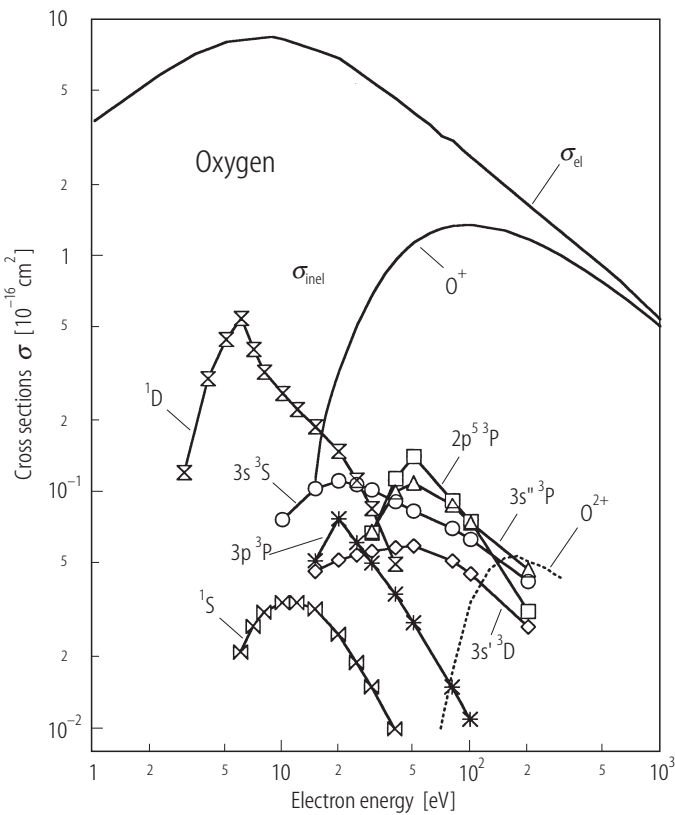 10
5
2
1
5
2
10⁻¹
5
2
10⁻²
Cross sections σ [10⁻¹⁶ cm²]
Oxygen
σel
σinel
O⁺
¹D
3s ³S
2p⁵ ³P
3s" ³P
O²⁺
3p ³P
¹S
3s' ³D
1 2 5 10 2 5 10² 2 5 10³
Electron energy [eV]